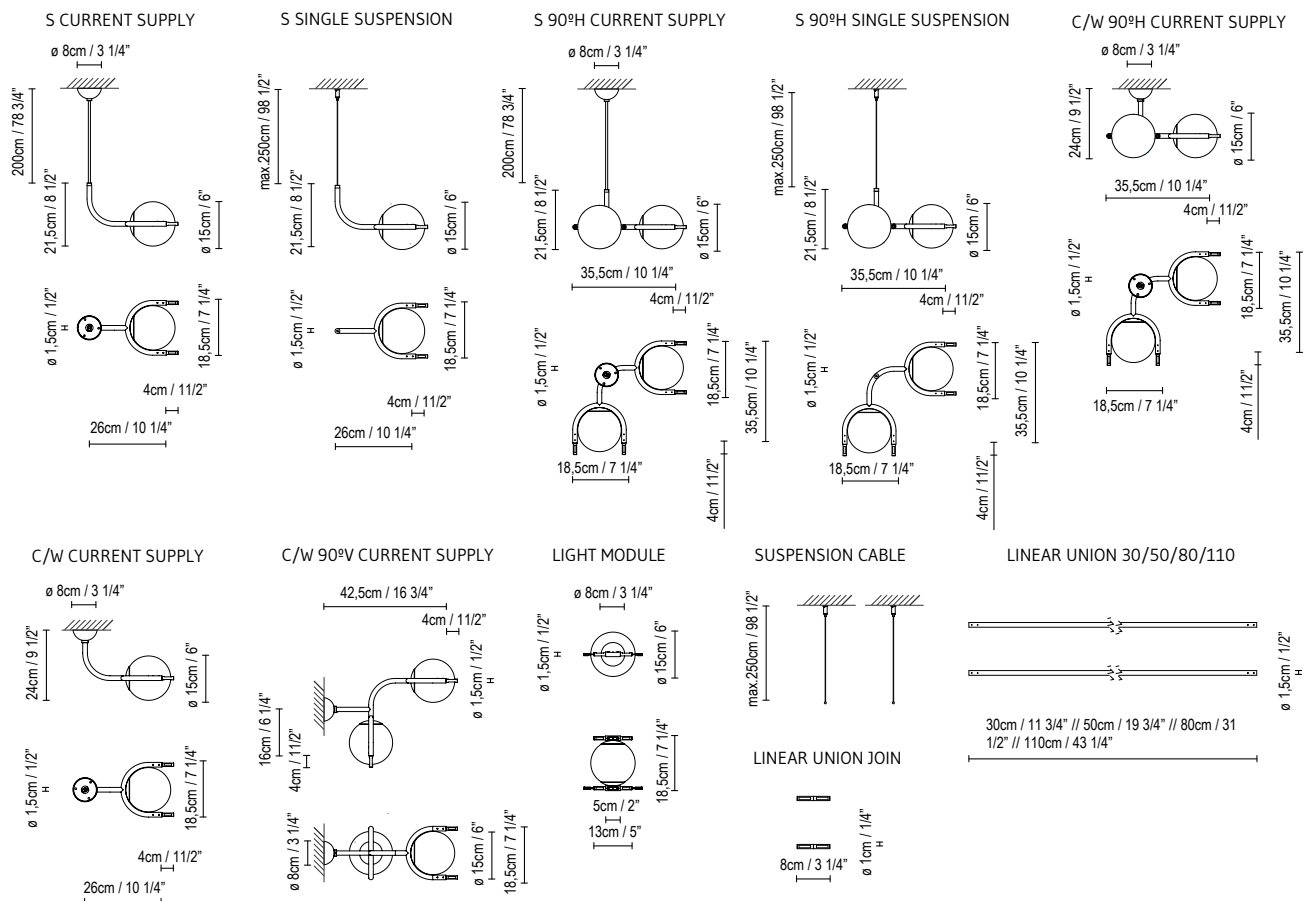 S CURRENT SUPPLY
ø 8cm / 3 1/4”
200cm / 78 3/4”
21,5cm / 8 1/2”
ø 15cm / 6”
ø 1,5cm / 1/2”
H
18,5cm / 7 1/4”
4cm / 11/2”
26cm / 10 1/4”
S SINGLE SUSPENSION
max.250cm / 98 1/2”
21,5cm / 8 1/2”
ø 15cm / 6”
ø 1,5cm / 1/2”
H
18,5cm / 7 1/4”
4cm / 11/2”
26cm / 10 1/4”
S 90ºH CURRENT SUPPLY
ø 8cm / 3 1/4”
200cm / 78 3/4”
21,5cm / 8 1/2”
ø 15cm / 6”
35,5cm / 10 1/4”
4cm / 11/2”
ø 1,5cm / 1/2”
H
18,5cm / 7 1/4”
35,5cm / 10 1/4”
18,5cm / 7 1/4”
4cm / 11/2”
S 90ºH SINGLE SUSPENSION
max.250cm / 98 1/2”
21,5cm / 8 1/2”
ø 15cm / 6”
35,5cm / 10 1/4”
4cm / 11/2”
ø 1,5cm / 1/2”
H
18,5cm / 7 1/4”
35,5cm / 10 1/4”
18,5cm / 7 1/4”
4cm / 11/2”
C/W 90ºH CURRENT SUPPLY
ø 8cm / 3 1/4”
24cm / 9 1/2”
ø 15cm / 6”
35,5cm / 10 1/4”
4cm / 11/2”
ø 1,5cm / 1/2”
H
18,5cm / 7 1/4”
35,5cm / 10 1/4”
18,5cm / 7 1/4”
4cm / 11/2”
C/W CURRENT SUPPLY
ø 8cm / 3 1/4”
24cm / 9 1/2”
ø 15cm / 6”
ø 1,5cm / 1/2”
H
18,5cm / 7 1/4”
4cm / 11/2”
26cm / 10 1/4”
C/W 90ºV CURRENT SUPPLY
42,5cm / 16 3/4”
4cm / 11/2”
ø 1,5cm / 1/2”
H
16cm / 6 1/4”
4cm / 11/2”
ø 8cm / 3 1/4”
ø 15cm / 6”
18,5cm / 7 1/4”
LIGHT MODULE
ø 8cm / 3 1/4”
ø 1,5cm / 1/2”
H
ø 15cm / 6”
18,5cm / 7 1/4”
5cm / 2”
13cm / 5”
SUSPENSION CABLE
max.250cm / 98 1/2”
LINEAR UNION JOIN
ø 1cm / 1/4”
H
8cm / 3 1/4”
LINEAR UNION 30/50/80/110
ø 1,5cm / 1/2”
H
30cm / 11 3/4” // 50cm / 19 3/4” // 80cm / 31
1/2” // 110cm / 43 1/4”